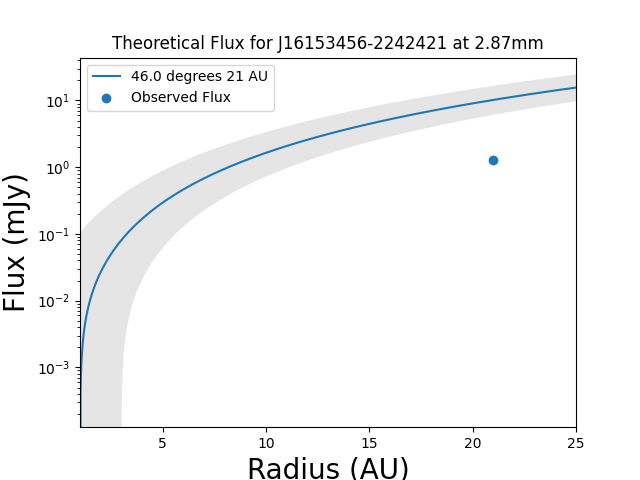 Theoretical Flux for J16153456-2242421 at 2.87mm
46.0 degrees 21 AU
Observed Flux
Flux (mJy)
10¹
10⁰
10⁻¹
10⁻²
10⁻³
5 10 15 20 25
Radius (AU)